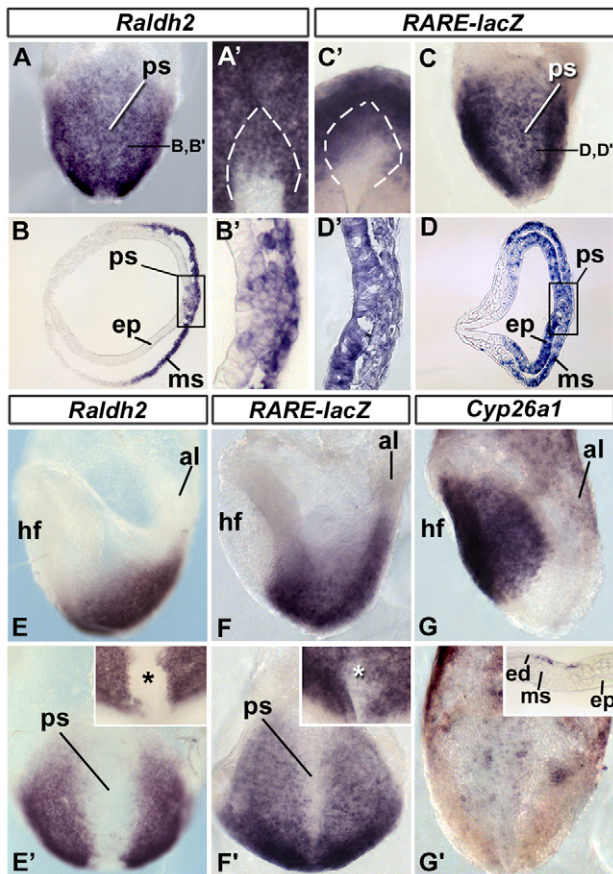 Raldh2 RARE-lacZ
A A' C' C
ps ps
B,B' D,D'
B B' D' D
ps ps
ep ep
ms ms
Raldh2 RARE-lacZ Cyp26a1
al al al
hf hf hf
E F G
* *
ed ms ep
ps ps
E' F' G'